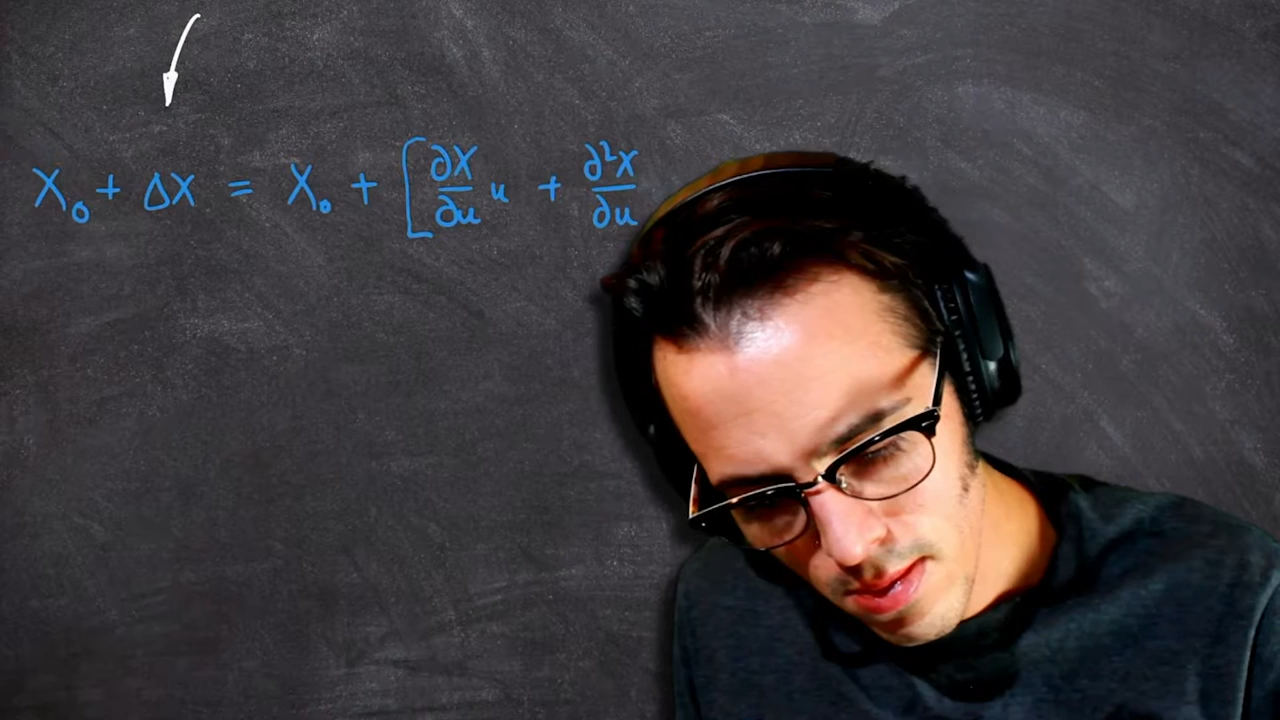 X₀ + ΔX = X₀ + [∂X/∂u u + ∂²X/∂u